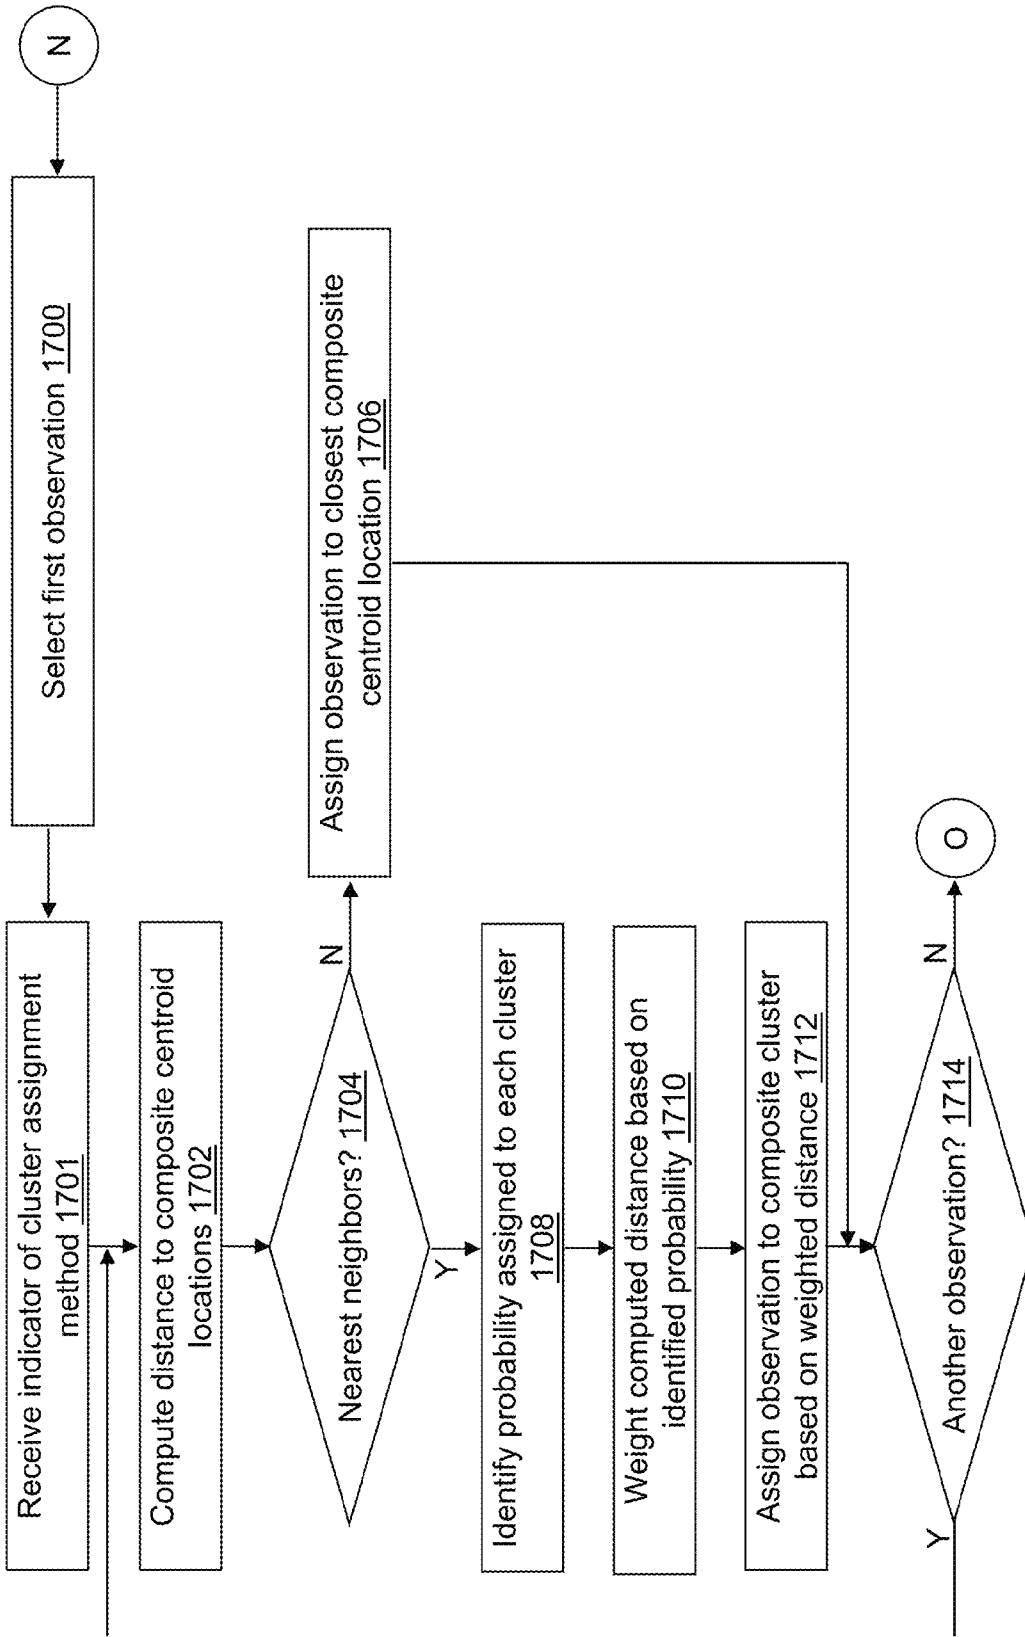 N
Select first observation 1700
Receive indicator of cluster assignment
method 1701
Compute distance to composite centroid
locations 1702
Nearest neighbors? 1704
N
Assign observation to closest composite
centroid location 1706
Y
Identify probability assigned to each cluster
1708
Weight computed distance based on
identified probability 1710
Assign observation to composite cluster
based on weighted distance 1712
Another observation? 1714
N
O
Y